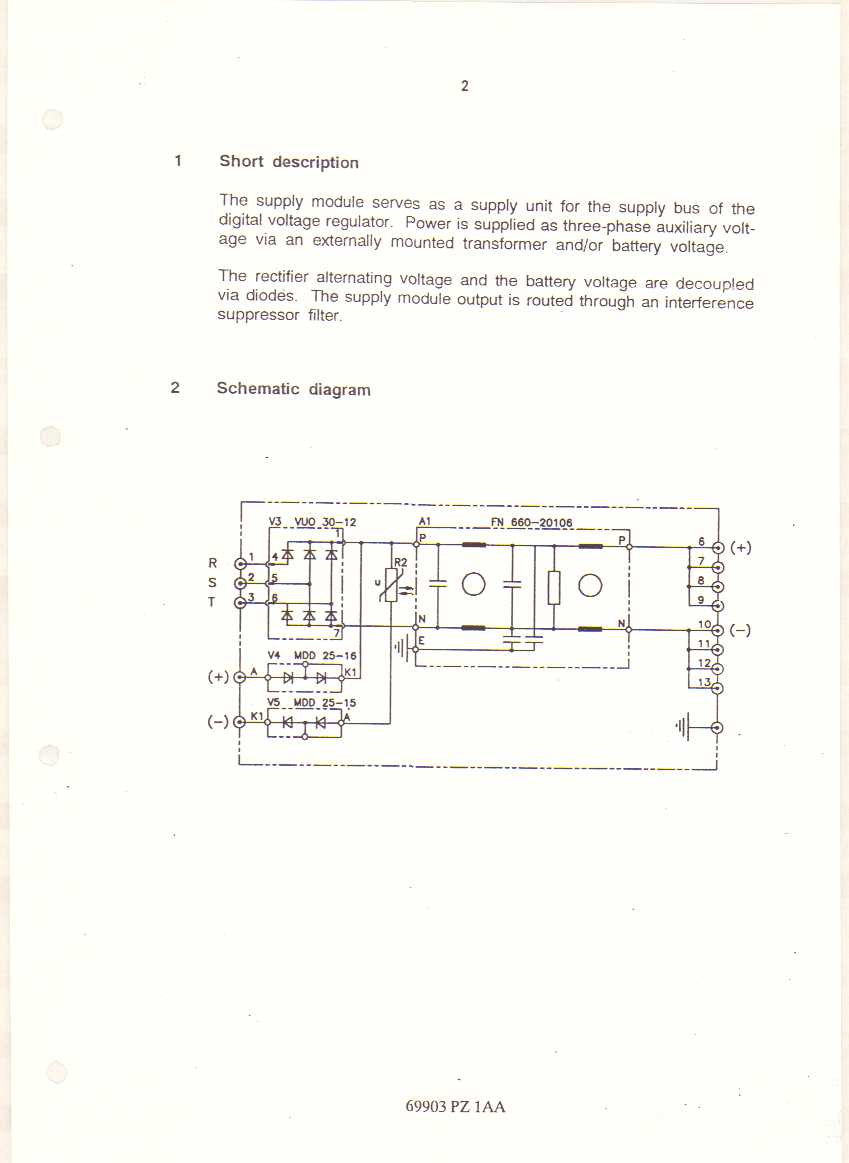 2
1 Short description
The supply module serves as a supply unit for the supply bus of the
digital voltage regulator. Power is supplied as three-phase auxiliary volt-
age via an externally mounted transformer and/or battery voltage.
The rectifier alternating voltage and the battery voltage are decoupled
via diodes. The supply module output is routed through an interference
suppressor filter.
2 Schematic diagram
V3 VUO 30-12
A1 FN 660-20106
1
P
P
6
(+)
R 1 4
R2
7
S 2 5
u
8
T 3 6
9
7
N
N
10
(-)
E
11
V4 MDD 25-16
12
(+) A K1
13
V5 MDD 25-15
(-) K1 A
69903 PZ 1AA